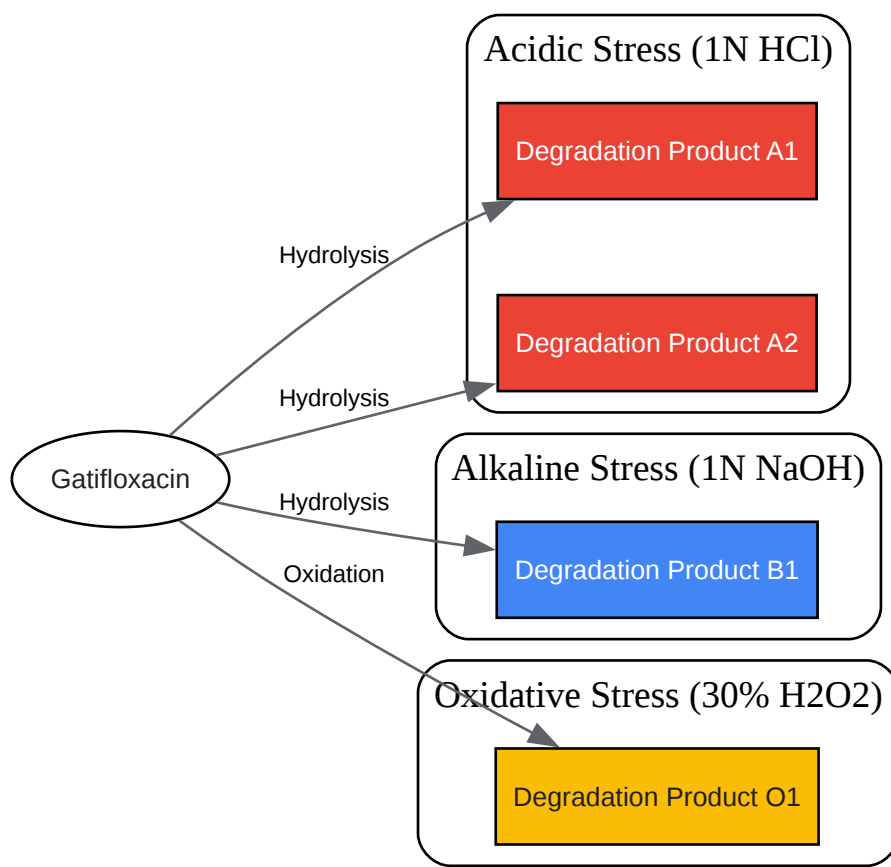 Acidic Stress (1N HCl)
Degradation Product A1
Hydrolysis
Degradation Product A2
Hydrolysis
Gatifloxacin
Alkaline Stress (1N NaOH)
Hydrolysis
Degradation Product B1
Oxidation
Oxidative Stress (30% H2O2)
Degradation Product O1